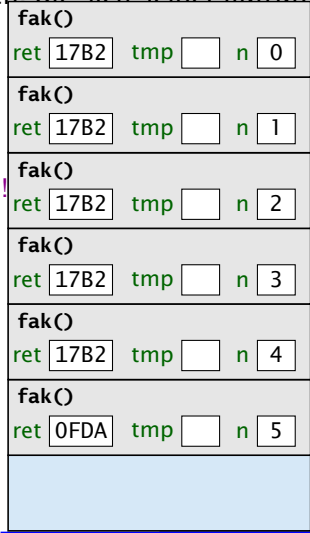 fak()
ret 17B2 tmp n 0
fak()
ret 17B2 tmp n 1
fak()
! ret 17B2 tmp n 2
fak()
ret 17B2 tmp n 3
fak()
ret 17B2 tmp n 4
fak()
ret 0FDA tmp n 5